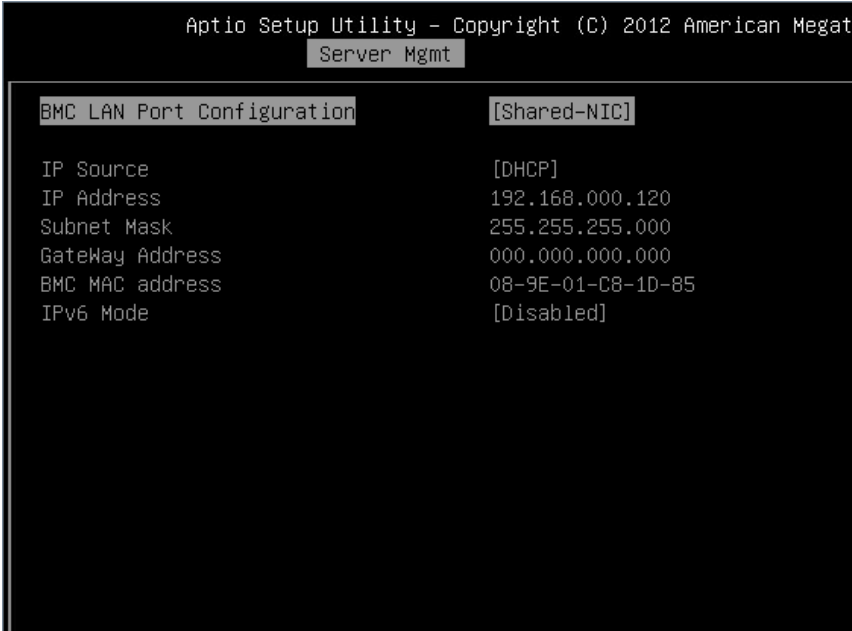 Aptio Setup Utility – Copyright (C) 2012 American Megat
Server Mgmt
BMC LAN Port Configuration [Shared-NIC]
IP Source [DHCP]
IP Address 192.168.000.120
Subnet Mask 255.255.255.000
GateWay Address 000.000.000.000
BMC MAC address 08-9E-01-C8-1D-85
IPv6 Mode [Disabled]